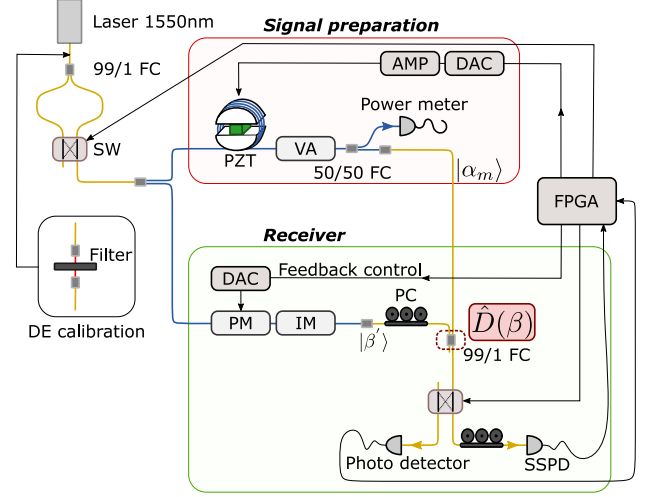 Laser 1550nm
Signal preparation
99/1 FC
AMP
DAC
Power meter
SW
PZT
VA
50/50 FC
|α_m⟩
FPGA
Receiver
Filter
DE calibration
DAC
Feedback control
PC
PM
IM
|β'⟩
D̂(β)
99/1 FC
Photo detector
SSPD